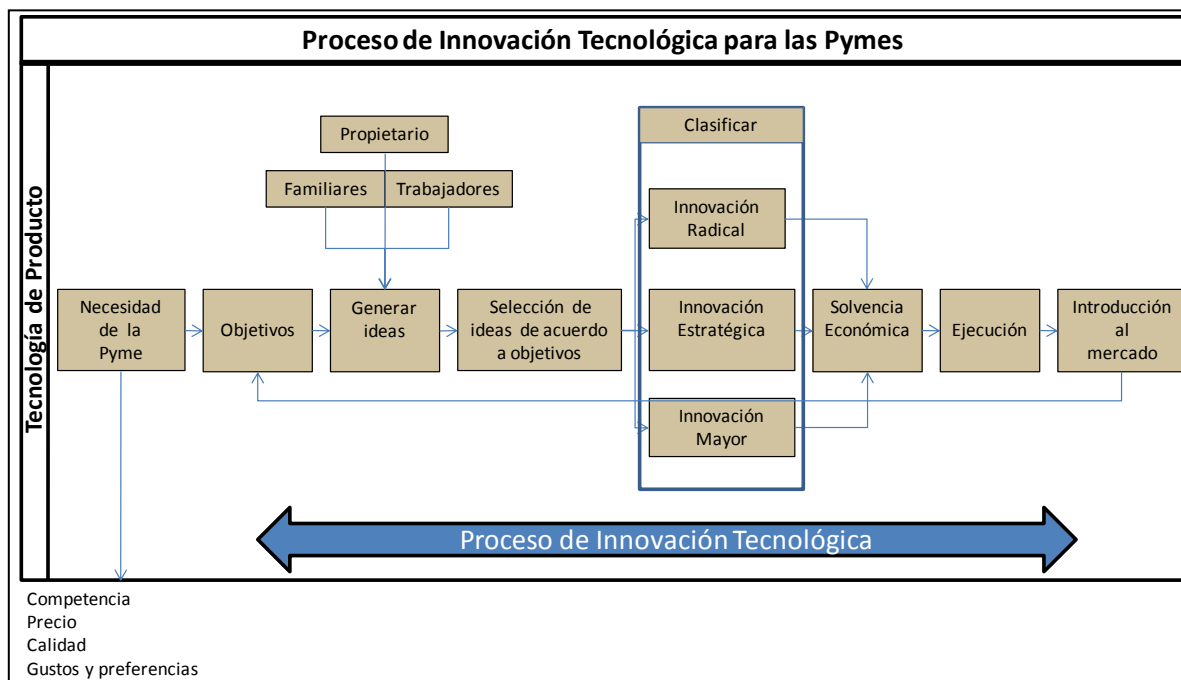 Proceso de Innovación Tecnológica para las Pymes
Tecnología de Producto
Propietario
Familiares
Trabajadores
Necesidad
de la
Pyme
Objetivos
Generar
ideas
Selección de
ideas de acuerdo
a objetivos
Clasificar
Innovación
Radical
Innovación
Estratégica
Innovación
Mayor
Solvencia
Económica
Ejecución
Introducción
al
mercado
Proceso de Innovación Tecnológica
Competencia
Precio
Calidad
Gustos y preferencias